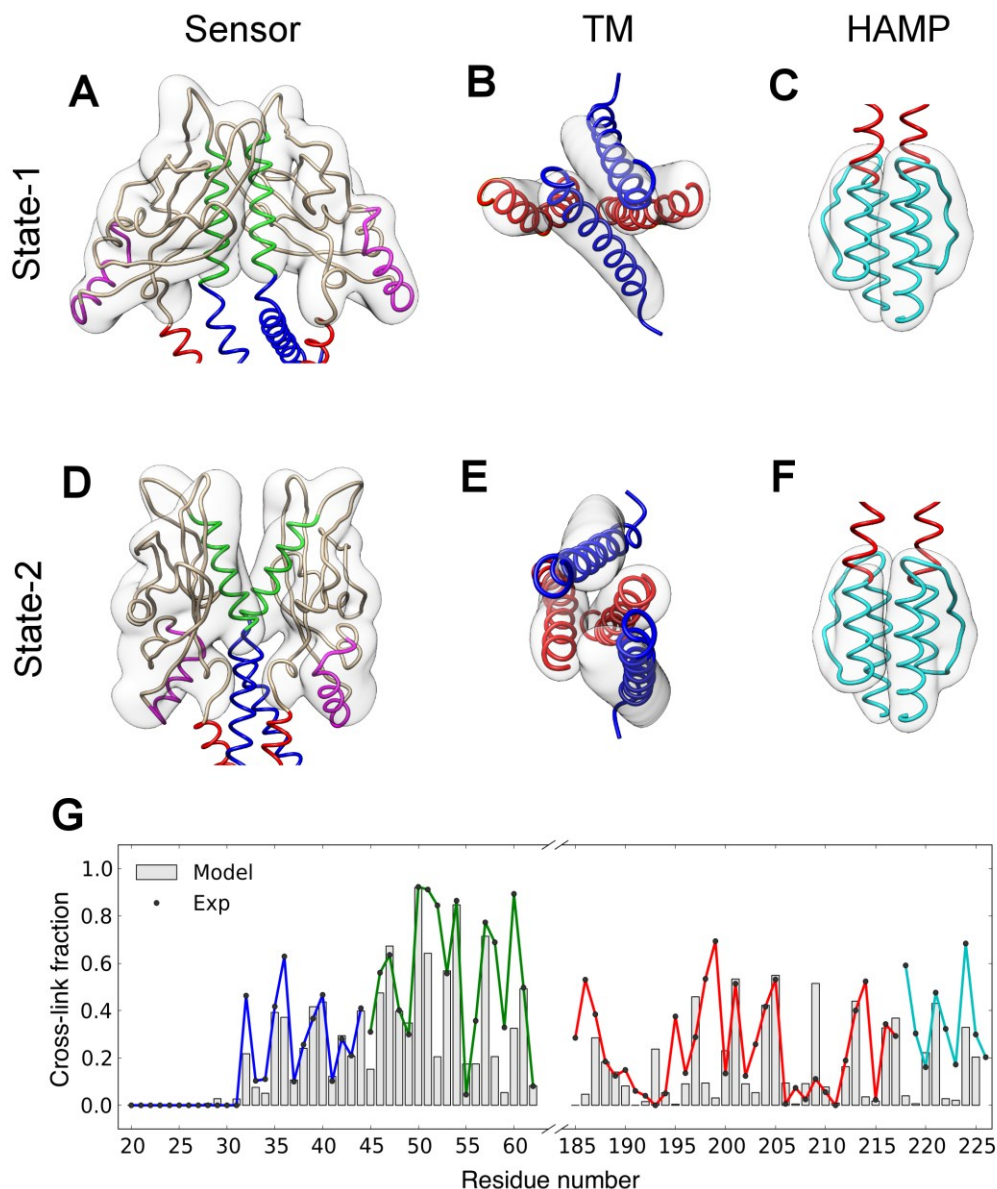 Sensor TM HAMP
A B C
State-1
D E F
State-2
G
1.0
0.8
0.6
0.4
0.2
0.0
Cross-link fraction
Model
Exp
20 25 30 35 40 45 50 55 60 185 190 195 200 205 210 215 220 225
Residue number